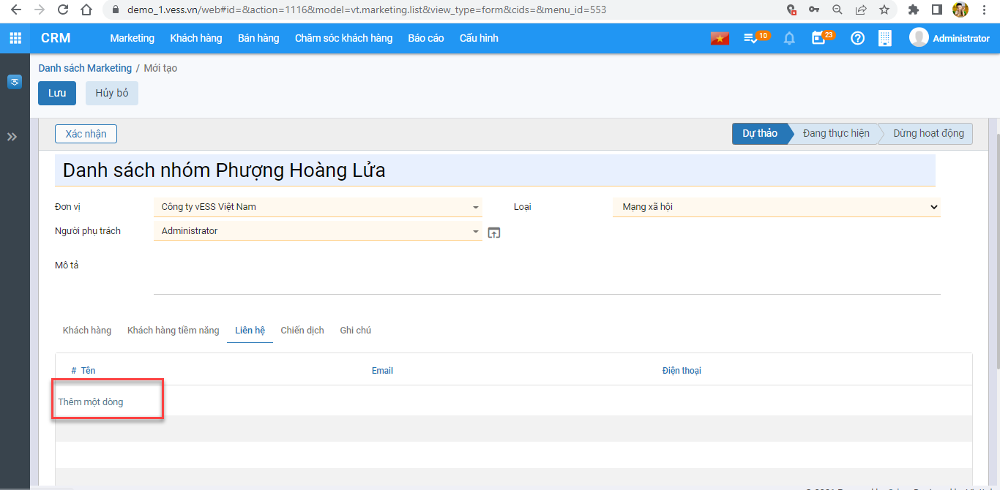 demo_1.vess.vn/web#id=&action=1116&model=vt.marketing.list&view_type=form&cids=&menu_id=553
CRM Marketing Khách hàng Bán hàng Chăm sóc khách hàng Báo cáo Cấu hình 10 23 Administrator
Danh sách Marketing / Mới tạo
Lưu Hủy bỏ
Xác nhận Dự thảo Đang thực hiện Dừng hoạt động
Danh sách nhóm Phượng Hoàng Lửa
Đơn vị Công ty vESS Việt Nam Loại Mạng xã hội
Người phụ trách Administrator
Mô tả
Khách hàng Khách hàng tiềm năng Liên hệ Chiến dịch Ghi chú
# Tên Email Điện thoại
Thêm một dòng